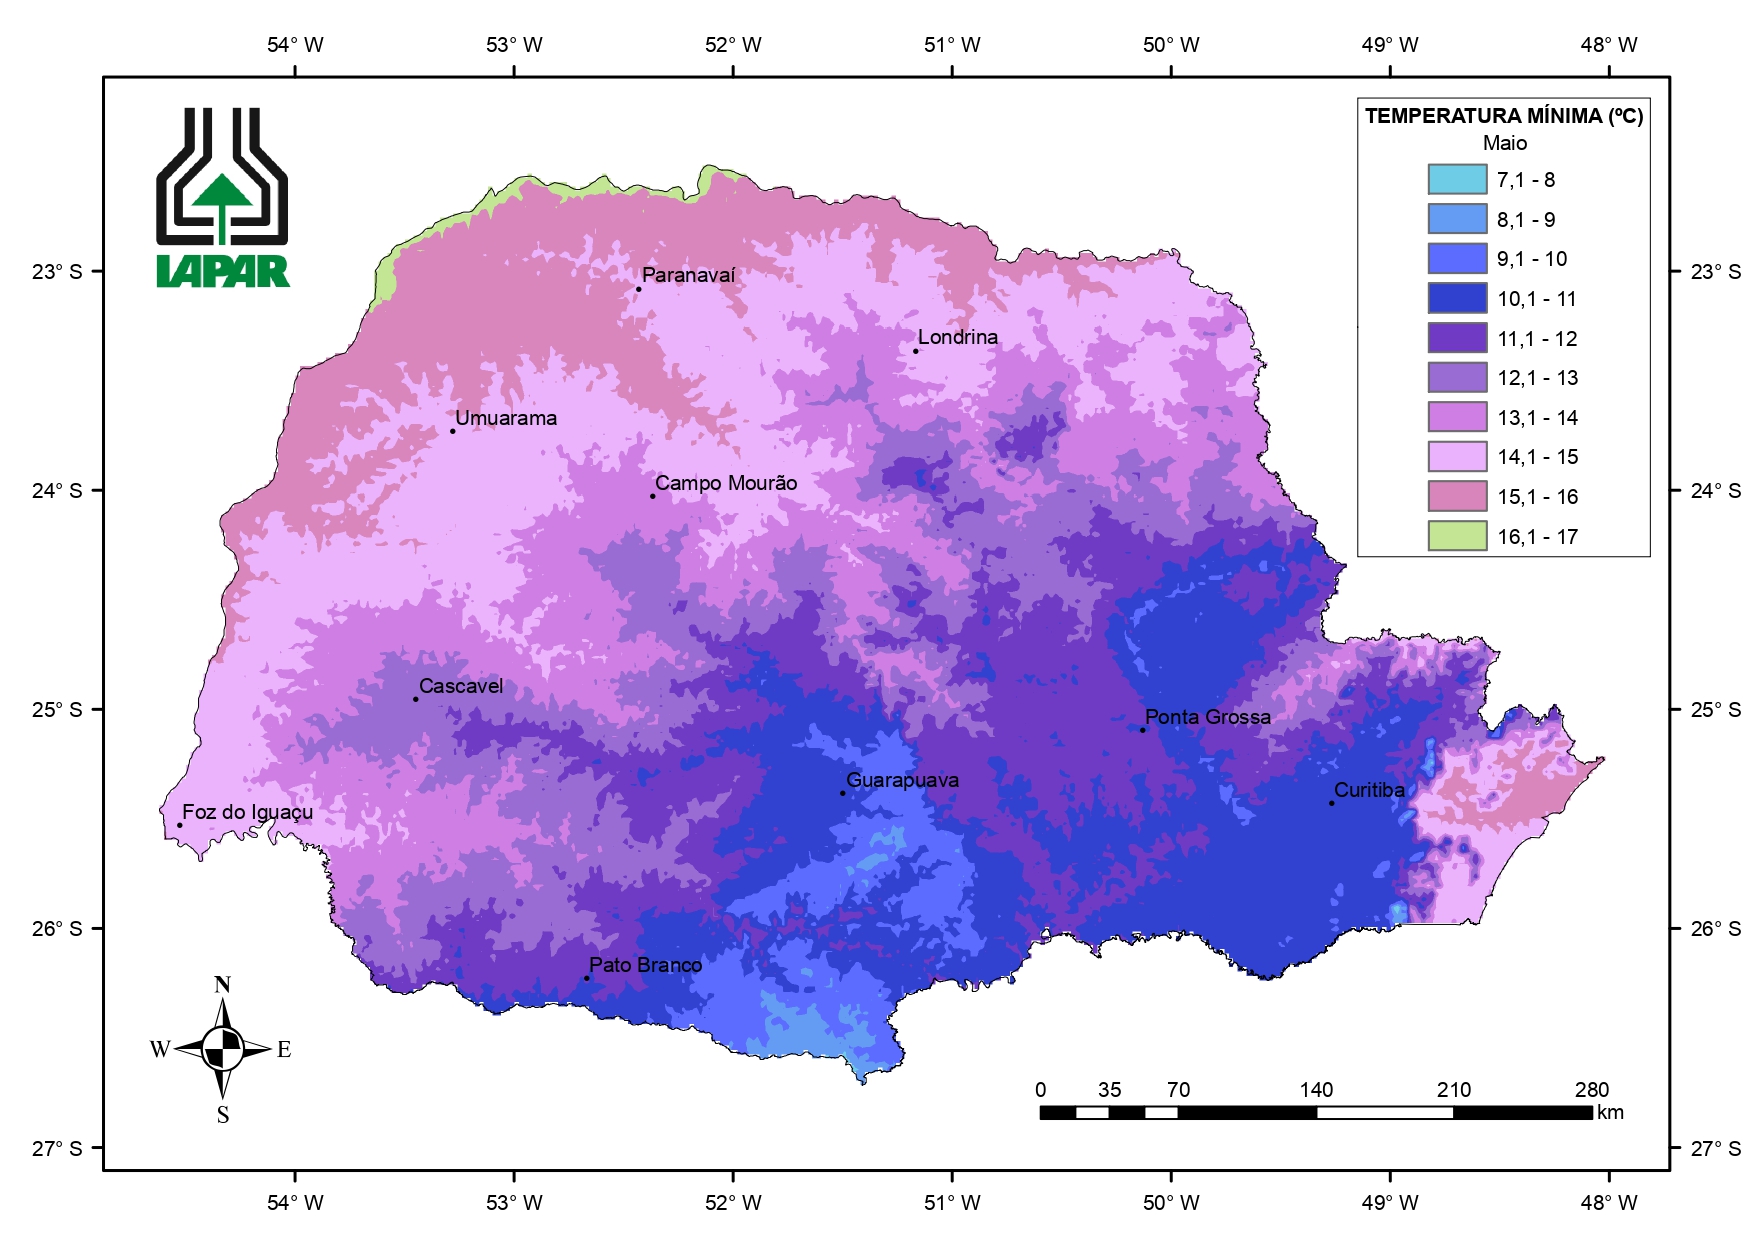 54° W 53° W 52° W 51° W 50° W 49° W 48° W
TEMPERATURA MÍNIMA (ºC)
Maio
7,1 - 8
8,1 - 9
9,1 - 10
10,1 - 11
11,1 - 12
12,1 - 13
13,1 - 14
14,1 - 15
15,1 - 16
16,1 - 17
IAPAR
23° S 23° S
Paranavaí
Londrina
Umuarama
Campo Mourão
24° S 24° S
Cascavel
25° S 25° S
Ponta Grossa
Guarapuava
Curitiba
Foz do Iguaçu
26° S 26° S
Pato Branco
N
W E
S
0 35 70 140 210 280
km
27° S 27° S
54° W 53° W 52° W 51° W 50° W 49° W 48° W